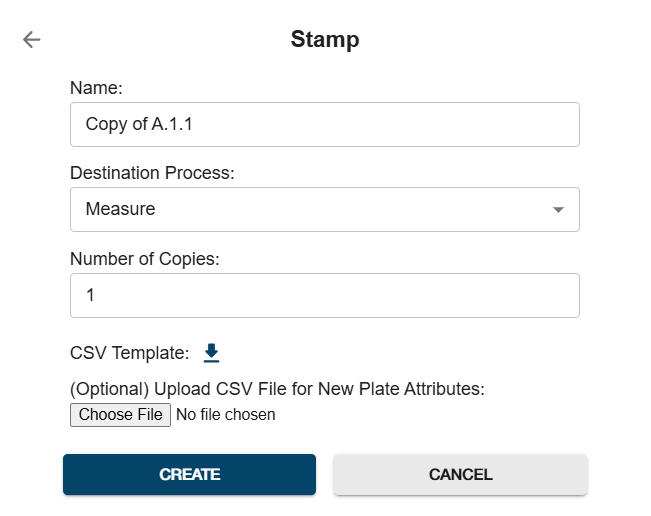 Stamp
Name:
Copy of A.1.1
Destination Process:
Measure
Number of Copies:
1
CSV Template:
(Optional) Upload CSV File for New Plate Attributes:
Choose File No file chosen
CREATE CANCEL